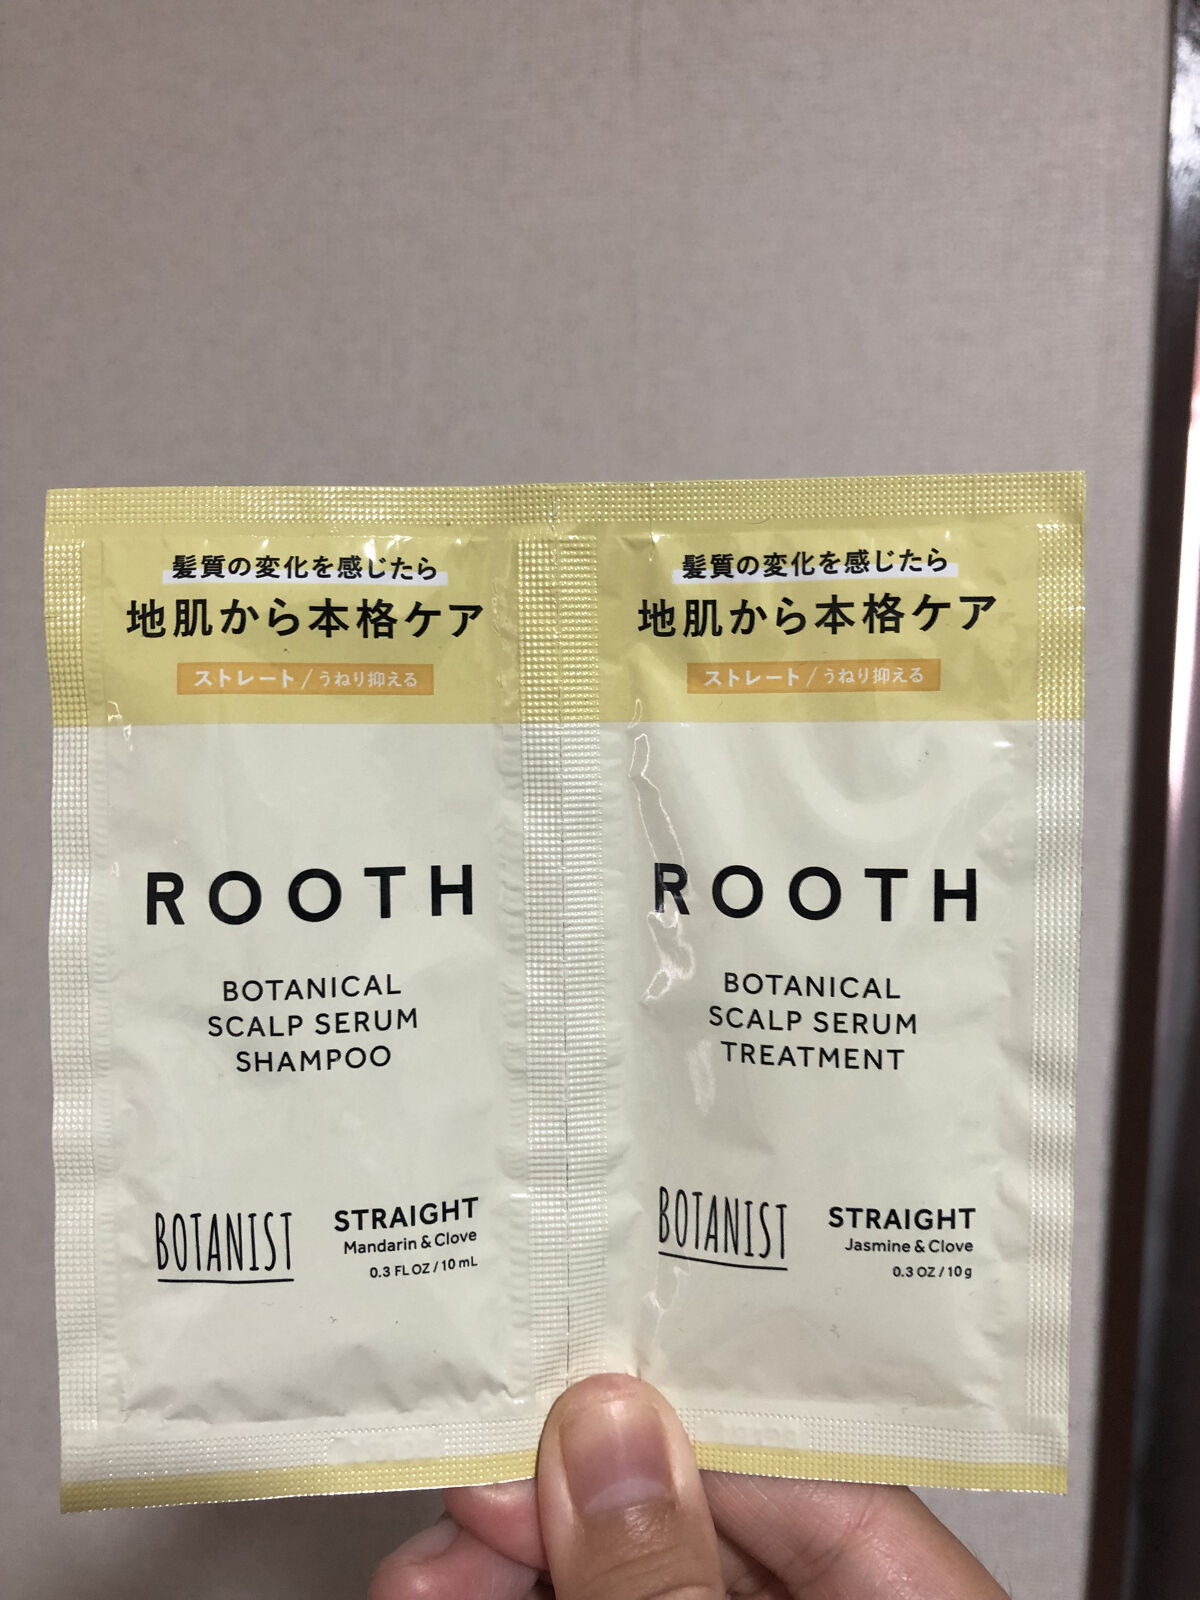 髪質の変化を感じたら
地肌から本格ケア
ストレート/うねり抑える
ROOTH
BOTANICAL
SCALP SERUM
SHAMPOO
BOTANIST
STRAIGHT
Mandarin & Clove
0.3 FL OZ / 10 mL
髪質の変化を感じたら
地肌から本格ケア
ストレート/うねり抑える
ROOTH
BOTANICAL
SCALP SERUM
TREATMENT
BOTANIST
STRAIGHT
Jasmine & Clove
0.3 OZ / 10g